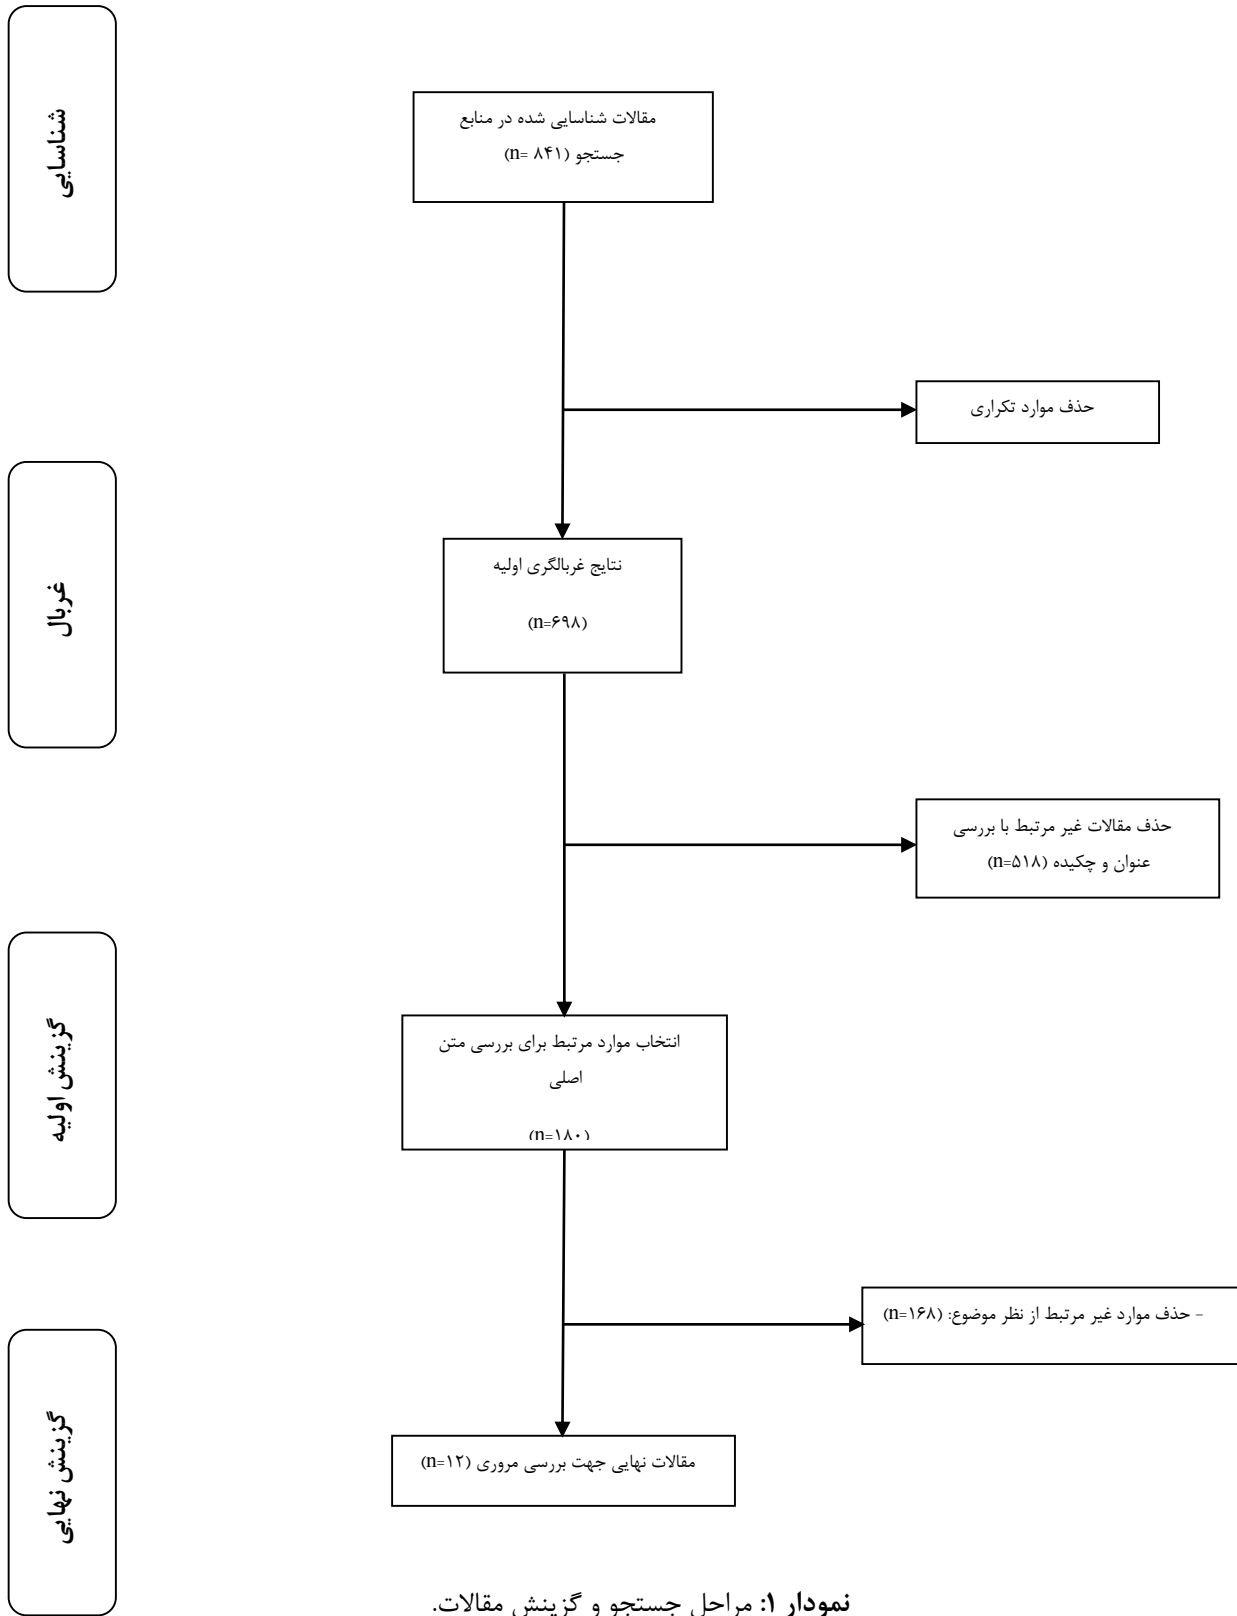 شناسایی
مقالات شناسایی شده در منابع
جستجو (n= ۸۴۱)
حذف موارد تکراری
غربال
نتایج غربالگری اولیه
(n=۶۹۸)
حذف مقالات غیر مرتبط با بررسی
عنوان و چکیده (n=۵۱۸)
گزینش اولیه
انتخاب موارد مرتبط برای بررسی متن
اصلی
(n=۱۸۰)
- حذف موارد غیر مرتبط از نظر موضوع: (n=۱۶۸)
گزینش نهایی
مقالات نهایی جهت بررسی مروری (n=۱۲)
نمودار ۱: مراحل جستجو و گزینش مقالات.